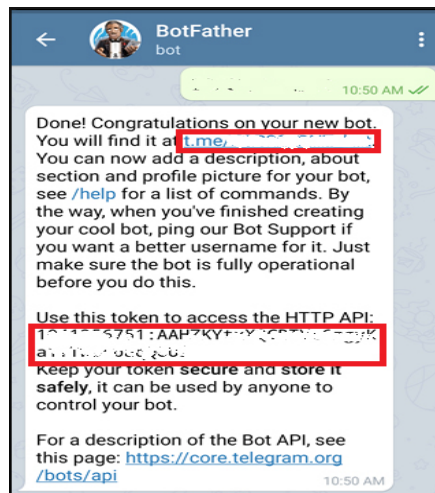 BotFather
bot
10:50 AM
Done! Congratulations on your new bot.
You will find it at t.me/
You can now add a description, about
section and profile picture for your bot,
see /help for a list of commands. By
the way, when you've finished creating
your cool bot, ping our Bot Support if
you want a better username for it. Just
make sure the bot is fully operational
before you do this.
Use this token to access the HTTP API:
Keep your token secure and store it
safely, it can be used by anyone to
control your bot.
For a description of the Bot API, see
this page: https://core.telegram.org
/bots/api
10:50 AM